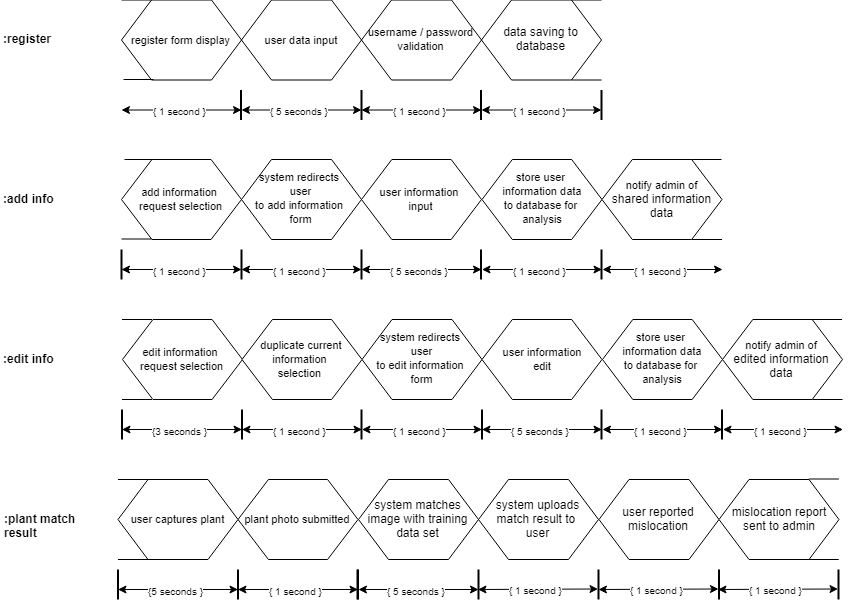 :register
register form display
user data input
username / password
validation
data saving to
database
{ 1 second }
{ 5 seconds }
{ 1 second }
{ 1 second }
:add info
add information
request selection
system redirects
user
to add information
form
user information
input
store user
information data
to database for
analysis
notify admin of
shared information
data
{ 1 second }
{ 1 second }
{ 5 seconds }
{ 1 second }
{ 1 second }
:edit info
edit information
request selection
duplicate current
information
selection
system redirects
user
to edit information
form
user information
edit
store user
information data
to database for
analysis
notify admin of
edited information
data
{3 seconds }
{ 1 second }
{ 1 second }
{ 5 seconds }
{ 1 second }
{ 1 second }
:plant match
result
user captures plant
plant photo submitted
system matches
image with training
data set
system uploads
match result to
user
user reported
mislocation
mislocation report
sent to admin
{5 seconds }
{ 1 second }
{ 5 seconds }
{ 1 second }
{ 1 second }
{ 1 second }